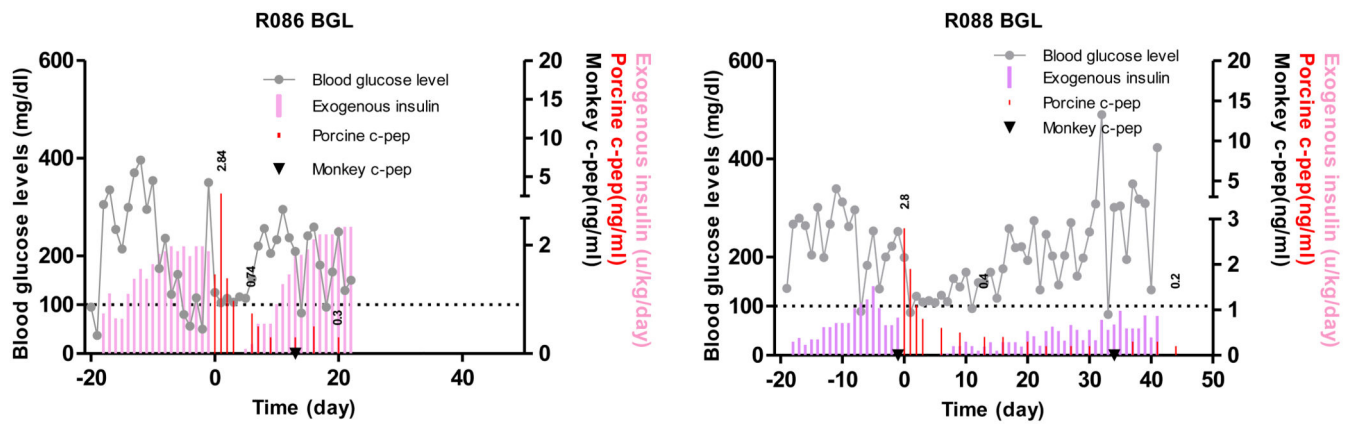 R086 BGL
Blood glucose levels (mg/dl)
600
400
200
100
0
-20
0
20
40
Time (day)
Blood glucose level
Exogenous insulin
Porcine c-pep
Monkey c-pep
2.84
0.74
0.3
20
15
10
5
2
0
Monkey c-pep(ng/ml)
Porcine c-pep(ng/ml)
Exogenous insulin (u/kg/day)
R088 BGL
Blood glucose levels (mg/dl)
600
400
200
100
0
-20
-10
0
10
20
30
40
50
Time (day)
Blood glucose level
Exogenous insulin
Porcine c-pep
Monkey c-pep
2.8
0.4
0.2
20
15
10
5
3
2
1
0
Monkey c-pep(ng/ml)
Porcine c-pep(ng/ml)
Exogenous insulin (u/kg/day)